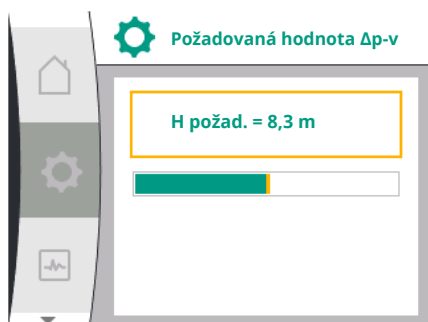 Požadovaná hodnota Δp-v
H požad. = 8,3 m